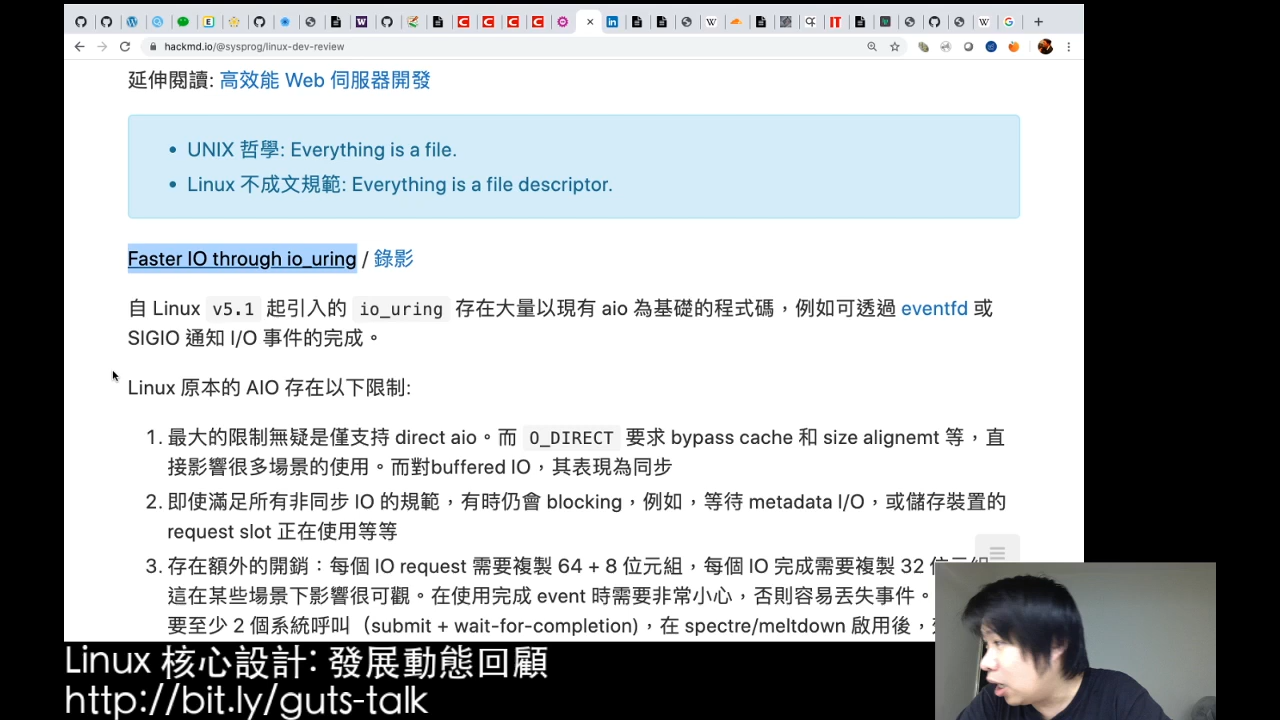 hackmd.io/@sysprog/linux-dev-review
延伸閱讀: 高效能 Web 伺服器開發
• UNIX 哲學: Everything is a file.
• Linux 不成文規範: Everything is a file descriptor.
Faster IO through io_uring / 錄影
自 Linux v5.1 起引入的 io_uring 存在大量以現有 aio 為基礎的程式碼，例如可透過 eventfd 或
SIGIO 通知 I/O 事件的完成。
Linux 原本的 AIO 存在以下限制:
1. 最大的限制無疑是僅支持 direct aio。而 O_DIRECT 要求 bypass cache 和 size alignemt 等，直
接影響很多場景的使用。而對buffered IO，其表現為同步
2. 即使滿足所有非同步 IO 的規範，有時仍會 blocking，例如，等待 metadata I/O，或儲存裝置的
request slot 正在使用等等
3. 存在額外的開銷：每個 IO request 需要複製 64 + 8 位元組，每個 IO 完成需要複製 32 位元組
這在某些場景下影響很可觀。在使用完成 event 時需要非常小心，否則容易丟失事件。
要至少 2 個系統呼叫（submit + wait-for-completion)，在 spectre/meltdown 啟用後，
Linux 核心設計: 發展動態回顧
http://bit.ly/guts-talk